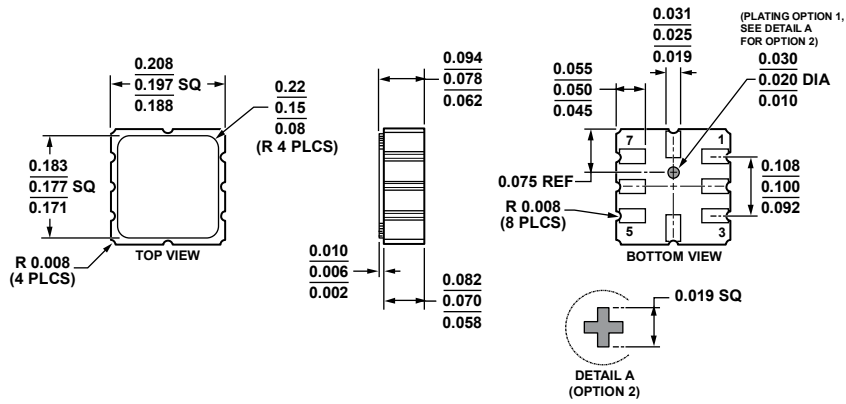 0.208
0.197 SQ
0.188
0.22
0.15
0.08
(R 4 PLCS)
0.183
0.177 SQ
0.171
R 0.008
(4 PLCS)
TOP VIEW
0.094
0.078
0.062
0.010
0.006
0.002
0.082
0.070
0.058
0.031
0.025
0.019
(PLATING OPTION 1,
SEE DETAIL A
FOR OPTION 2)
0.055
0.050
0.045
0.030
0.020 DIA
0.010
7
1
0.075 REF
0.108
0.100
0.092
R 0.008
(8 PLCS)
5
3
BOTTOM VIEW
0.019 SQ
DETAIL A
(OPTION 2)